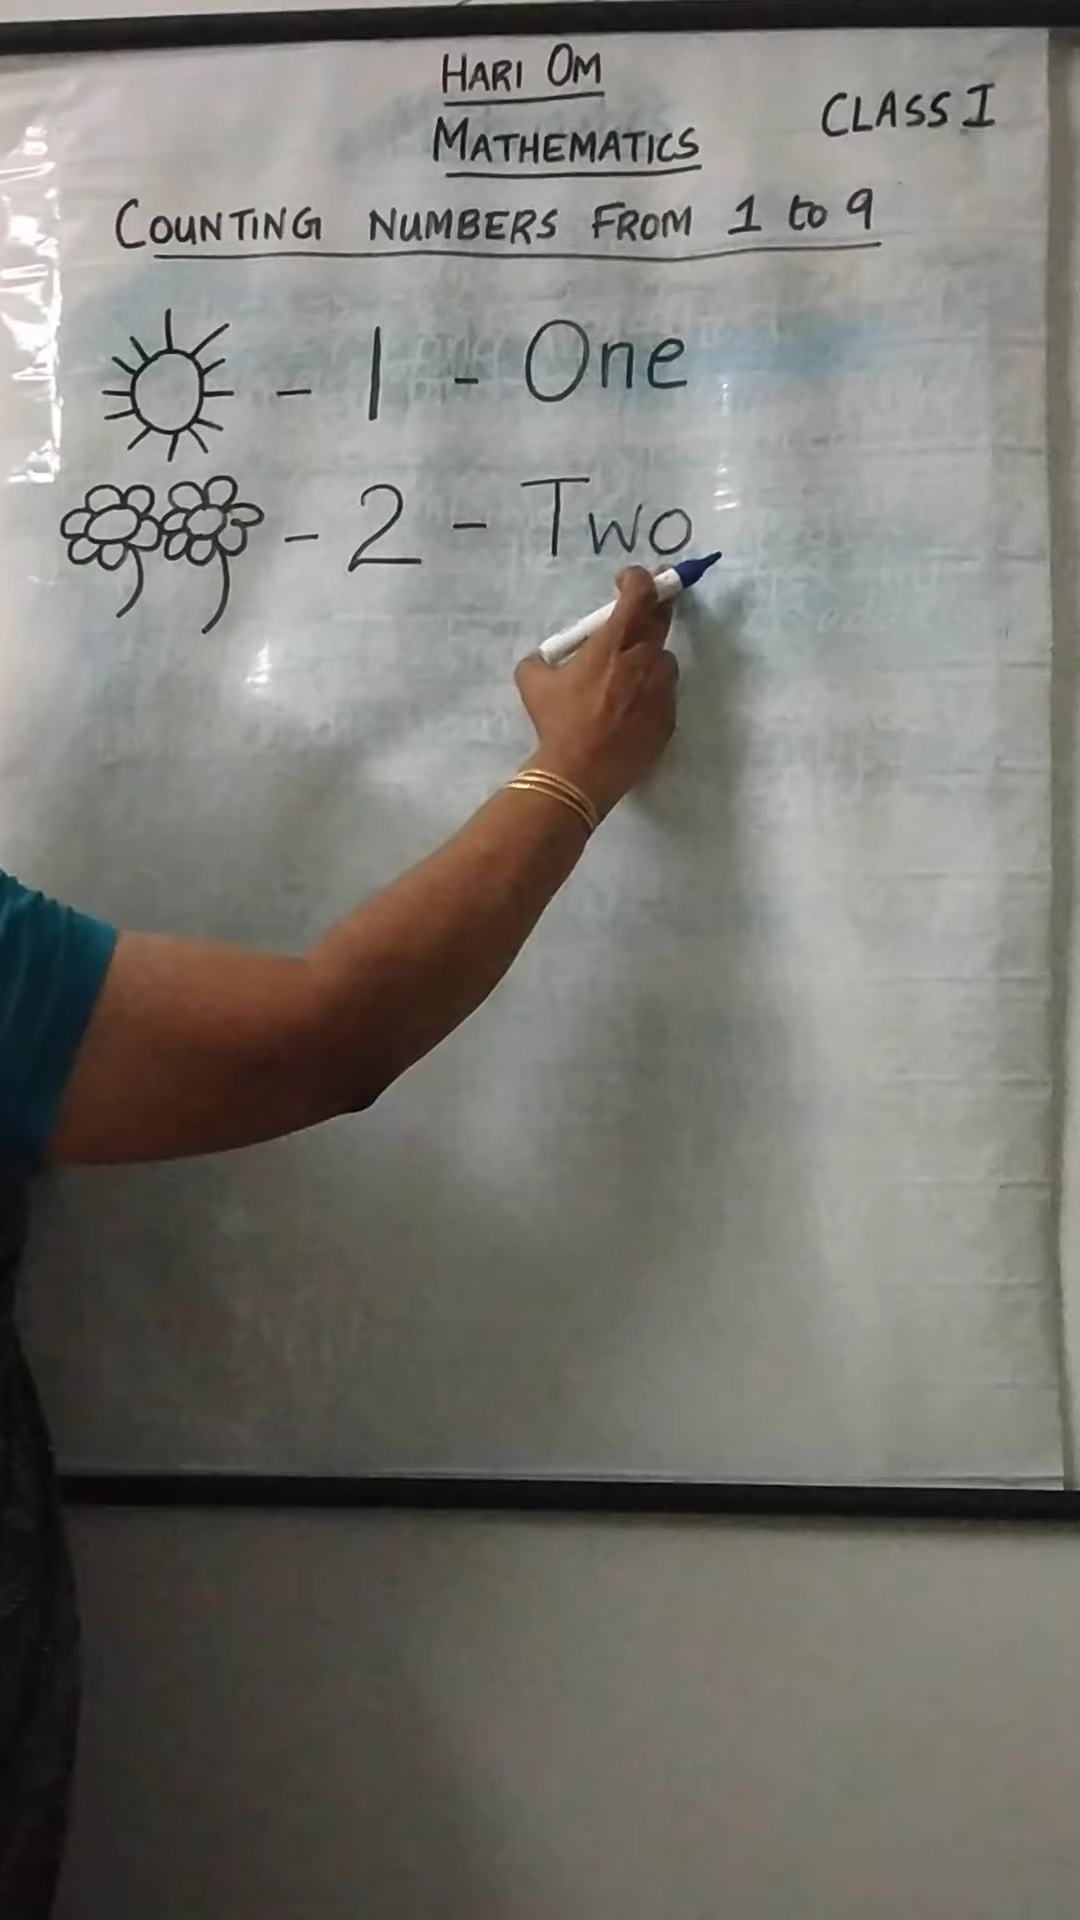 HARI OM
MATHEMATICS
CLASS I
COUNTING NUMBERS FROM 1 to 9
- 1 - One
- 2 - Two